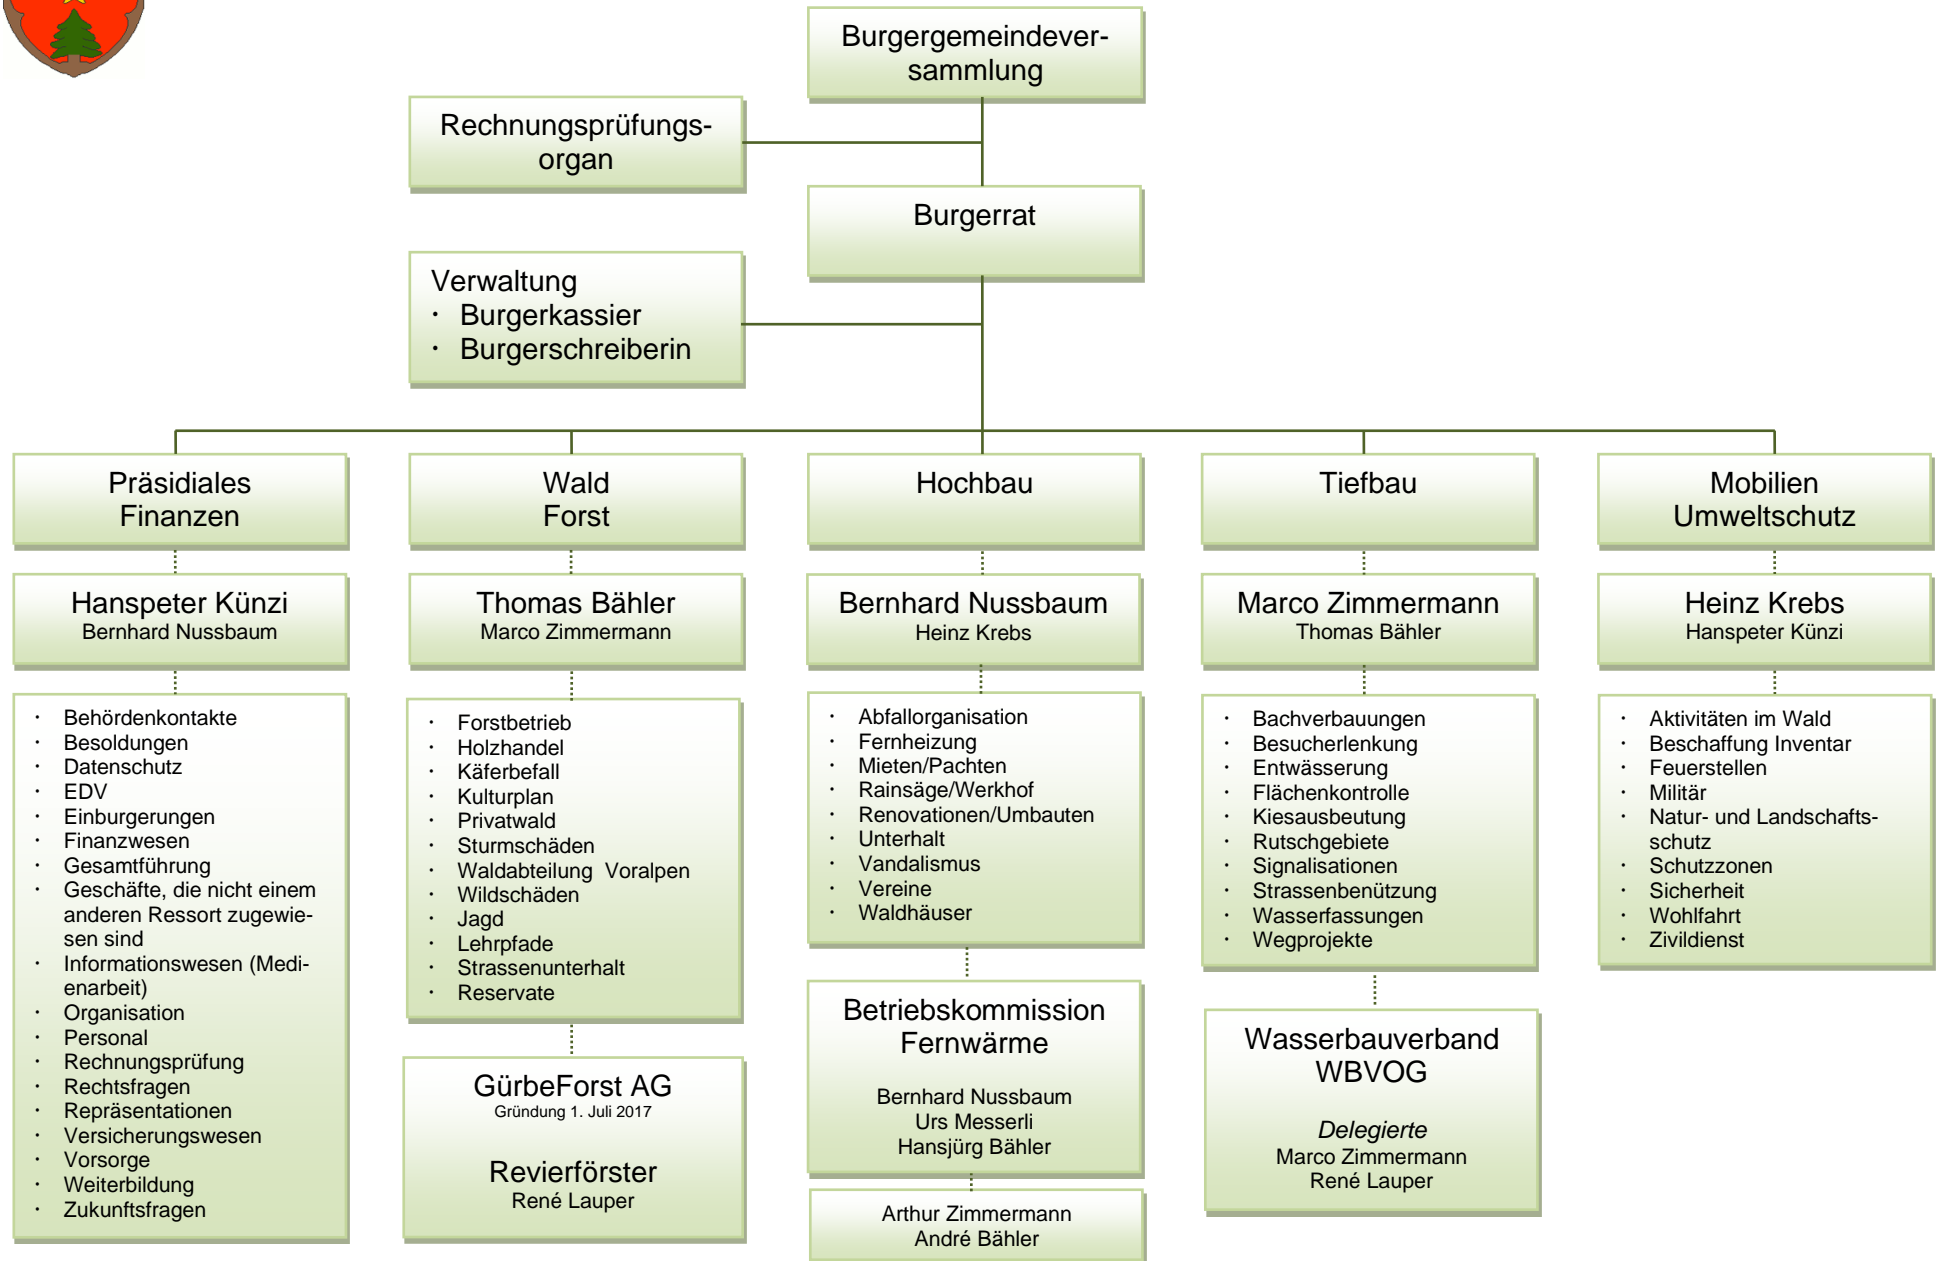 Burgergemeindever-
sammlung
Rechnungsprüfungs-
organ
Burgerrat
Verwaltung
· Burgerkassier
· Burgerschreiberin
Präsidiales
Finanzen
Hanspeter Künzi
Bernhard Nussbaum
· Behördenkontakte
· Besoldungen
· Datenschutz
· EDV
· Einburgerungen
· Finanzwesen
· Gesamtführung
· Geschäfte, die nicht einem
anderen Ressort zugewie-
sen sind
· Informationswesen (Medi-
enarbeit)
· Organisation
· Personal
· Rechnungsprüfung
· Rechtsfragen
· Repräsentationen
· Versicherungswesen
· Vorsorge
· Weiterbildung
· Zukunftsfragen
Wald
Forst
Thomas Bähler
Marco Zimmermann
· Forstbetrieb
· Holzhandel
· Käferbefall
· Kulturplan
· Privatwald
· Sturmschäden
· Waldabteilung Voralpen
· Wildschäden
· Jagd
· Lehrpfade
· Strassenunterhalt
· Reservate
GürbeForst AG
Gründung 1. Juli 2017
Revierförster
René Lauper
Hochbau
Bernhard Nussbaum
Heinz Krebs
· Abfallorganisation
· Fernheizung
· Mieten/Pachten
· Rainsäge/Werkhof
· Renovationen/Umbauten
· Unterhalt
· Vandalismus
· Vereine
· Waldhäuser
Betriebskommission
Fernwärme
Bernhard Nussbaum
Urs Messerli
Hansjürg Bähler
Arthur Zimmermann
André Bähler
Tiefbau
Marco Zimmermann
Thomas Bähler
· Bachverbauungen
· Besucherlenkung
· Entwässerung
· Flächenkontrolle
· Kiesausbeutung
· Rutschgebiete
· Signalisationen
· Strassenbenützung
· Wasserfassungen
· Wegprojekte
Wasserbauverband
WBVOG
Delegierte
Marco Zimmermann
René Lauper
Mobilien
Umweltschutz
Heinz Krebs
Hanspeter Künzi
· Aktivitäten im Wald
· Beschaffung Inventar
· Feuerstellen
· Militär
· Natur- und Landschafts-
schutz
· Schutzzonen
· Sicherheit
· Wohlfahrt
· Zivildienst